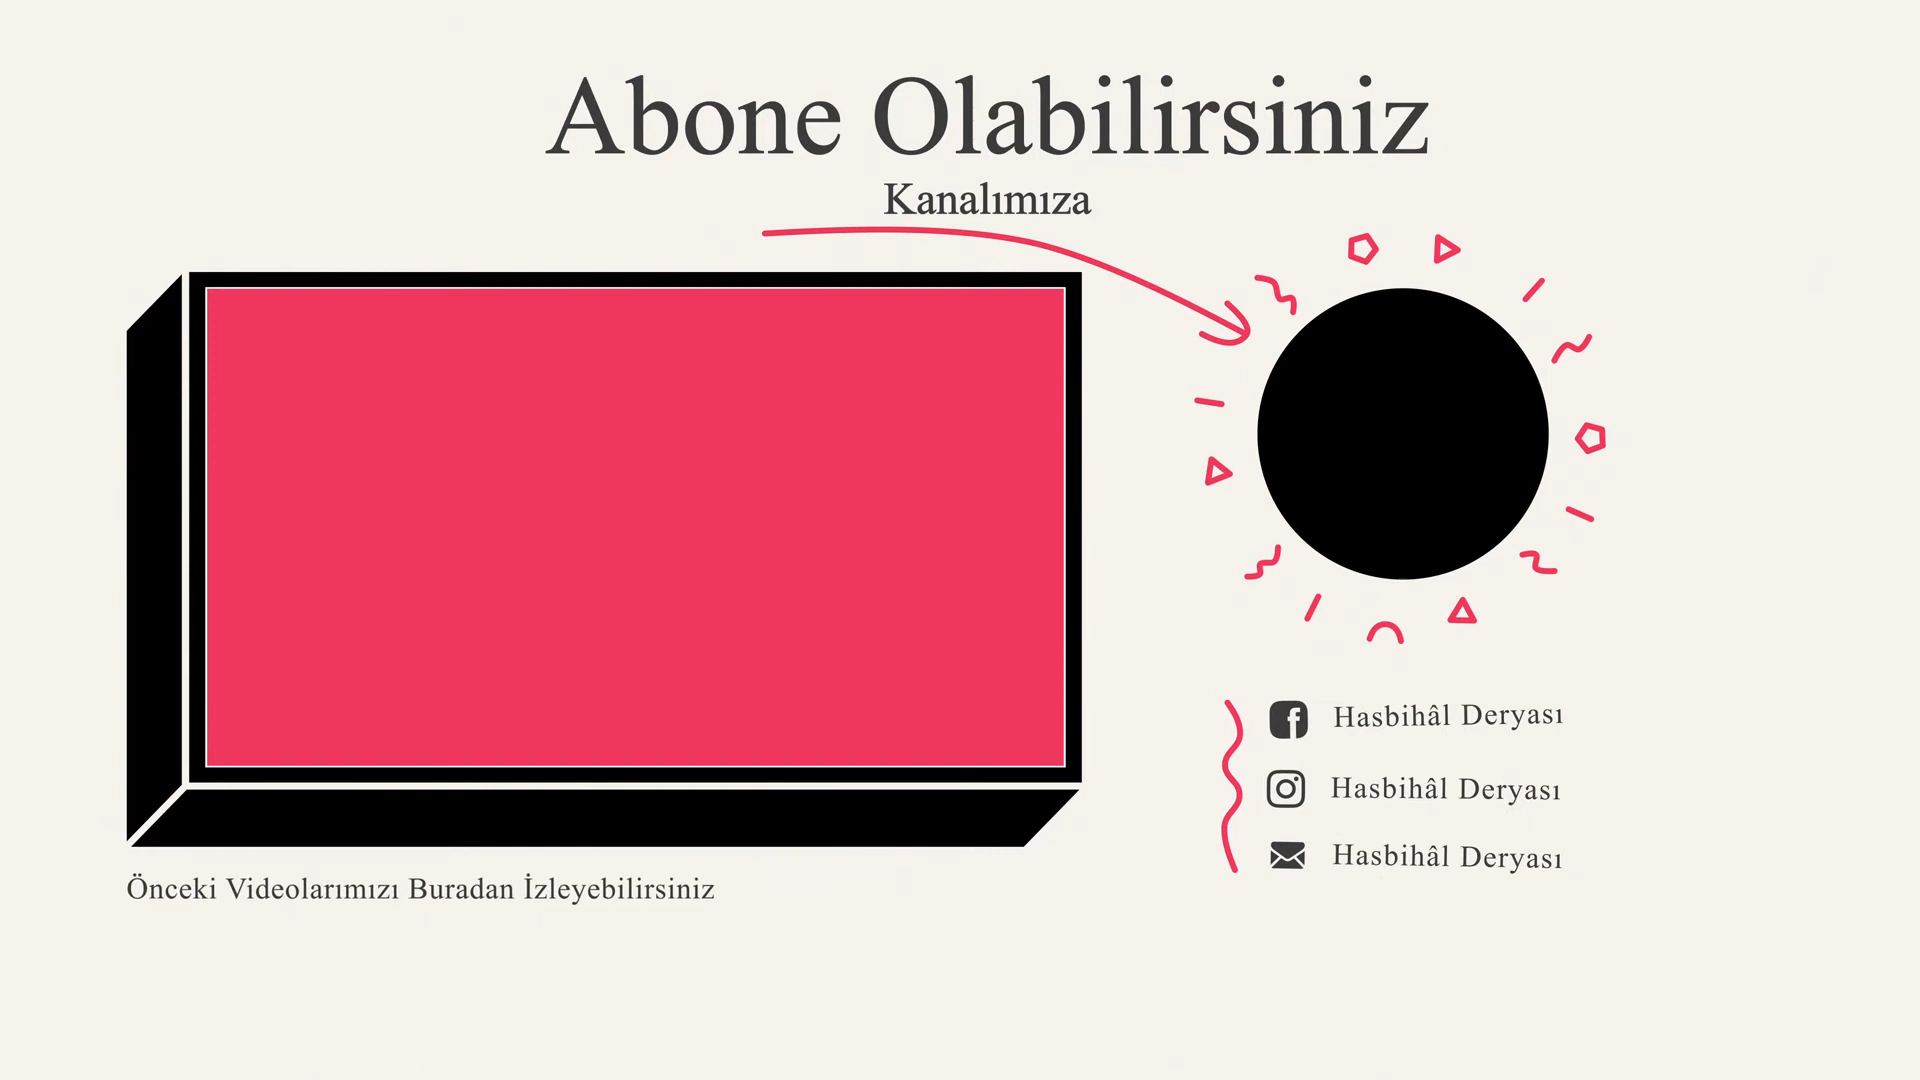 Abone Olabilirsiniz
Kanalımıza
Hasbihâl Deryası
Hasbihâl Deryası
Hasbihâl Deryası
Önceki Videolarımızı Buradan İzleyebilirsiniz